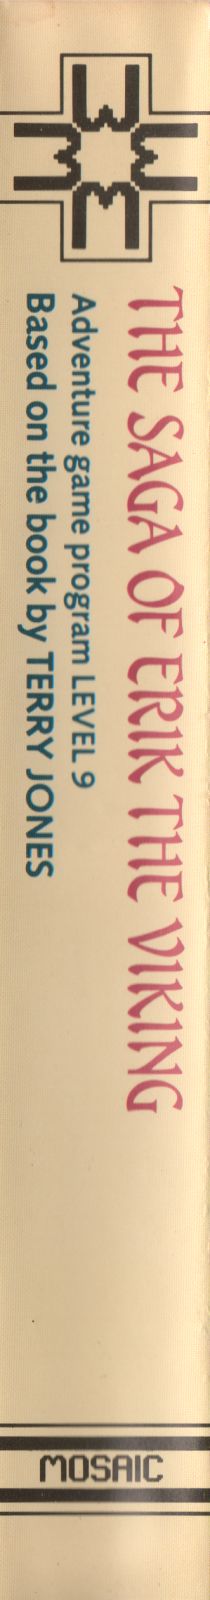 THE SAGA OF ERIK THE VIKING
Adventure game program LEVEL 9
Based on the book by TERRY JONES
MOSAIC